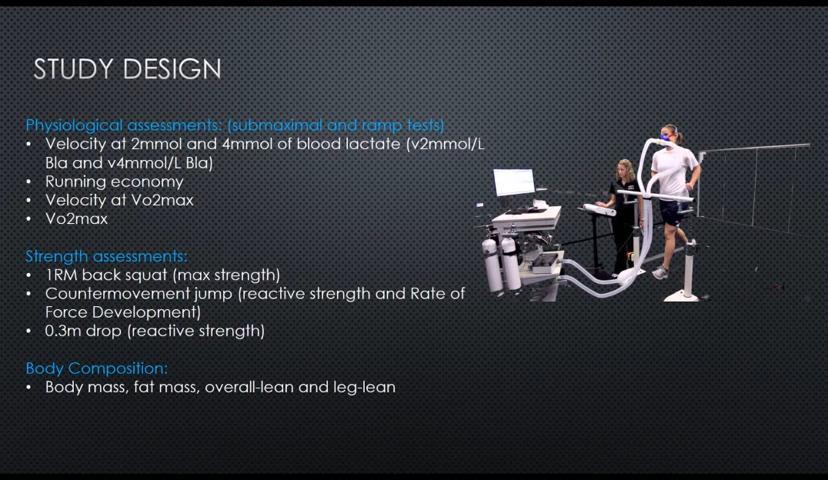 STUDY DESIGN
Physiological assessments: (submaximal and ramp tests)
• Velocity at 2mmol and 4mmol of blood lactate (v2mmol/L
Bla and v4mmol/L Bla)
• Running economy
• Velocity at Vo2max
• Vo2max
Strength assessments:
• 1RM back squat (max strength)
• Countermovement jump (reactive strength and Rate of
Force Development)
• 0.3m drop (reactive strength)
Body Composition:
• Body mass, fat mass, overall-lean and leg-lean